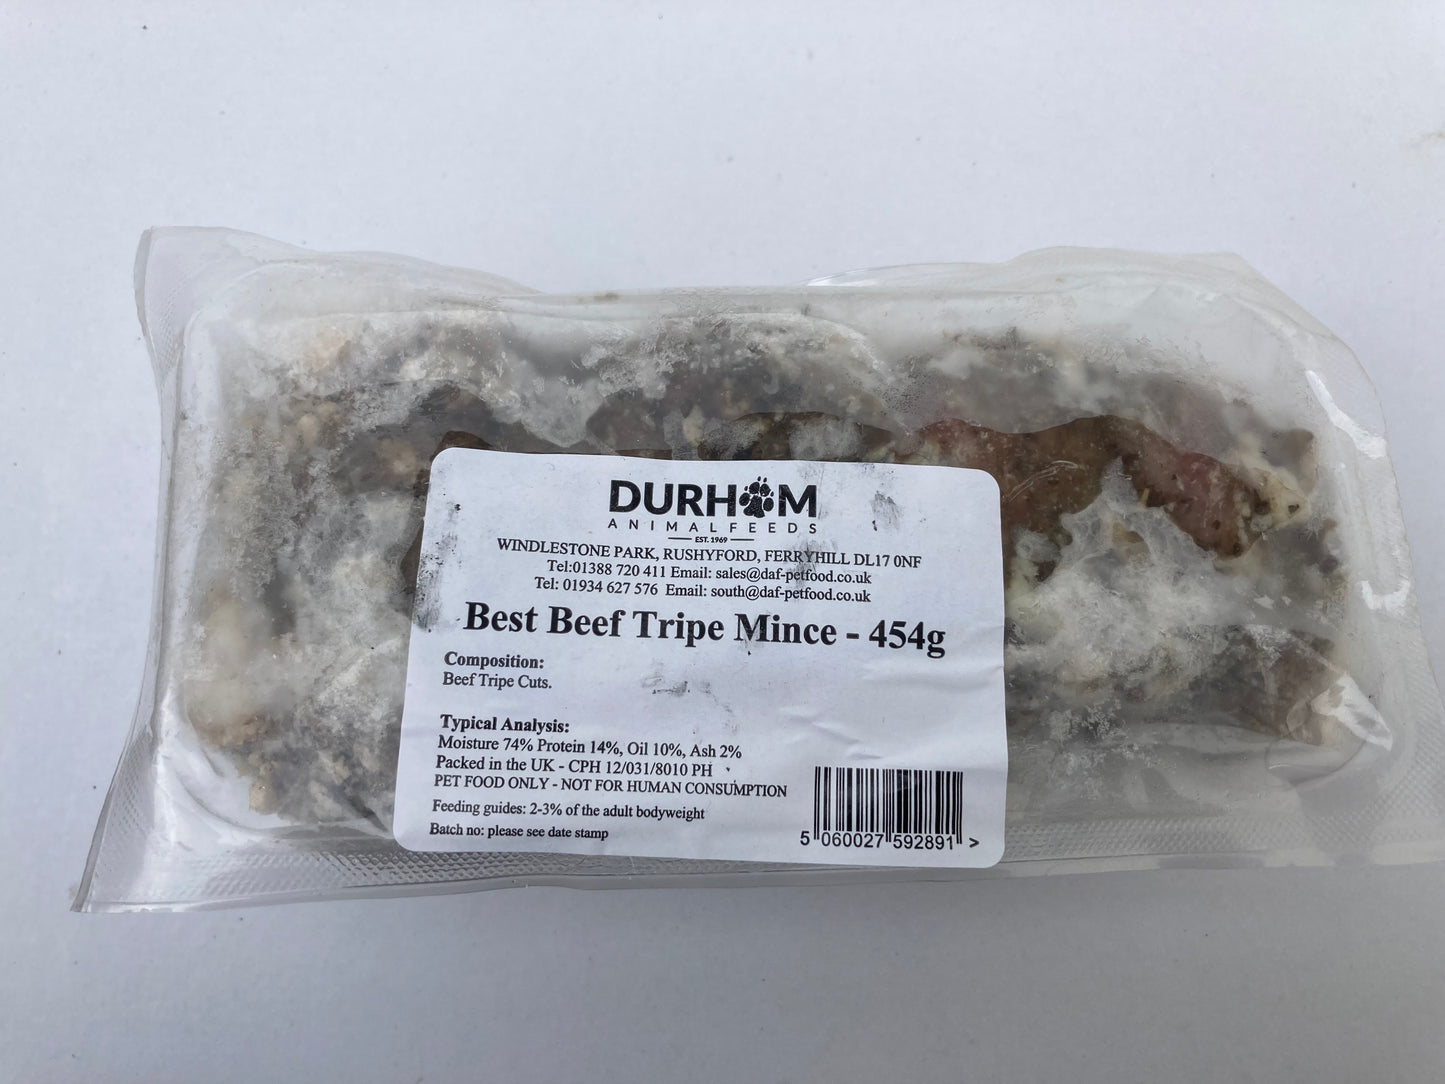 DURHAM
ANIMAL FEEDS
EST. 1969
WINDLESTONE PARK, RUSHYFORD, FERRYHILL DL17 0NF
Tel:01388 720 411 Email: sales@daf-petfood.co.uk
Tel: 01934 627 576 Email: south@daf-petfood.co.uk
Best Beef Tripe Mince - 454g
Composition:
Beef Tripe Cuts.
Typical Analysis:
Moisture 74% Protein 14%, Oil 10%, Ash 2%
Packed in the UK - CPH 12/031/8010 PH
PET FOOD ONLY - NOT FOR HUMAN CONSUMPTION
Feeding guides: 2-3% of the adult bodyweight
Batch no: please see date stamp
5 060027 592891 >